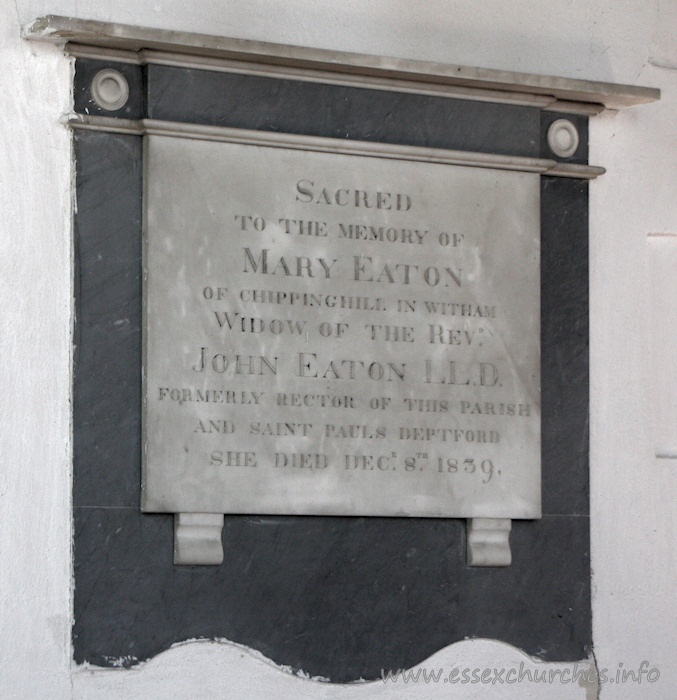 SACRED
TO THE MEMORY OF
MARY EATON
OF CHIPPINGHILL IN WITHAM
WIDOW OF THE REVD.
JOHN EATON LL.D.
FORMERLY RECTOR OF THIS PARISH
AND SAINT PAULS DEPTFORD
SHE DIED DECR. 8TH 1839.
www.essexchurches.info